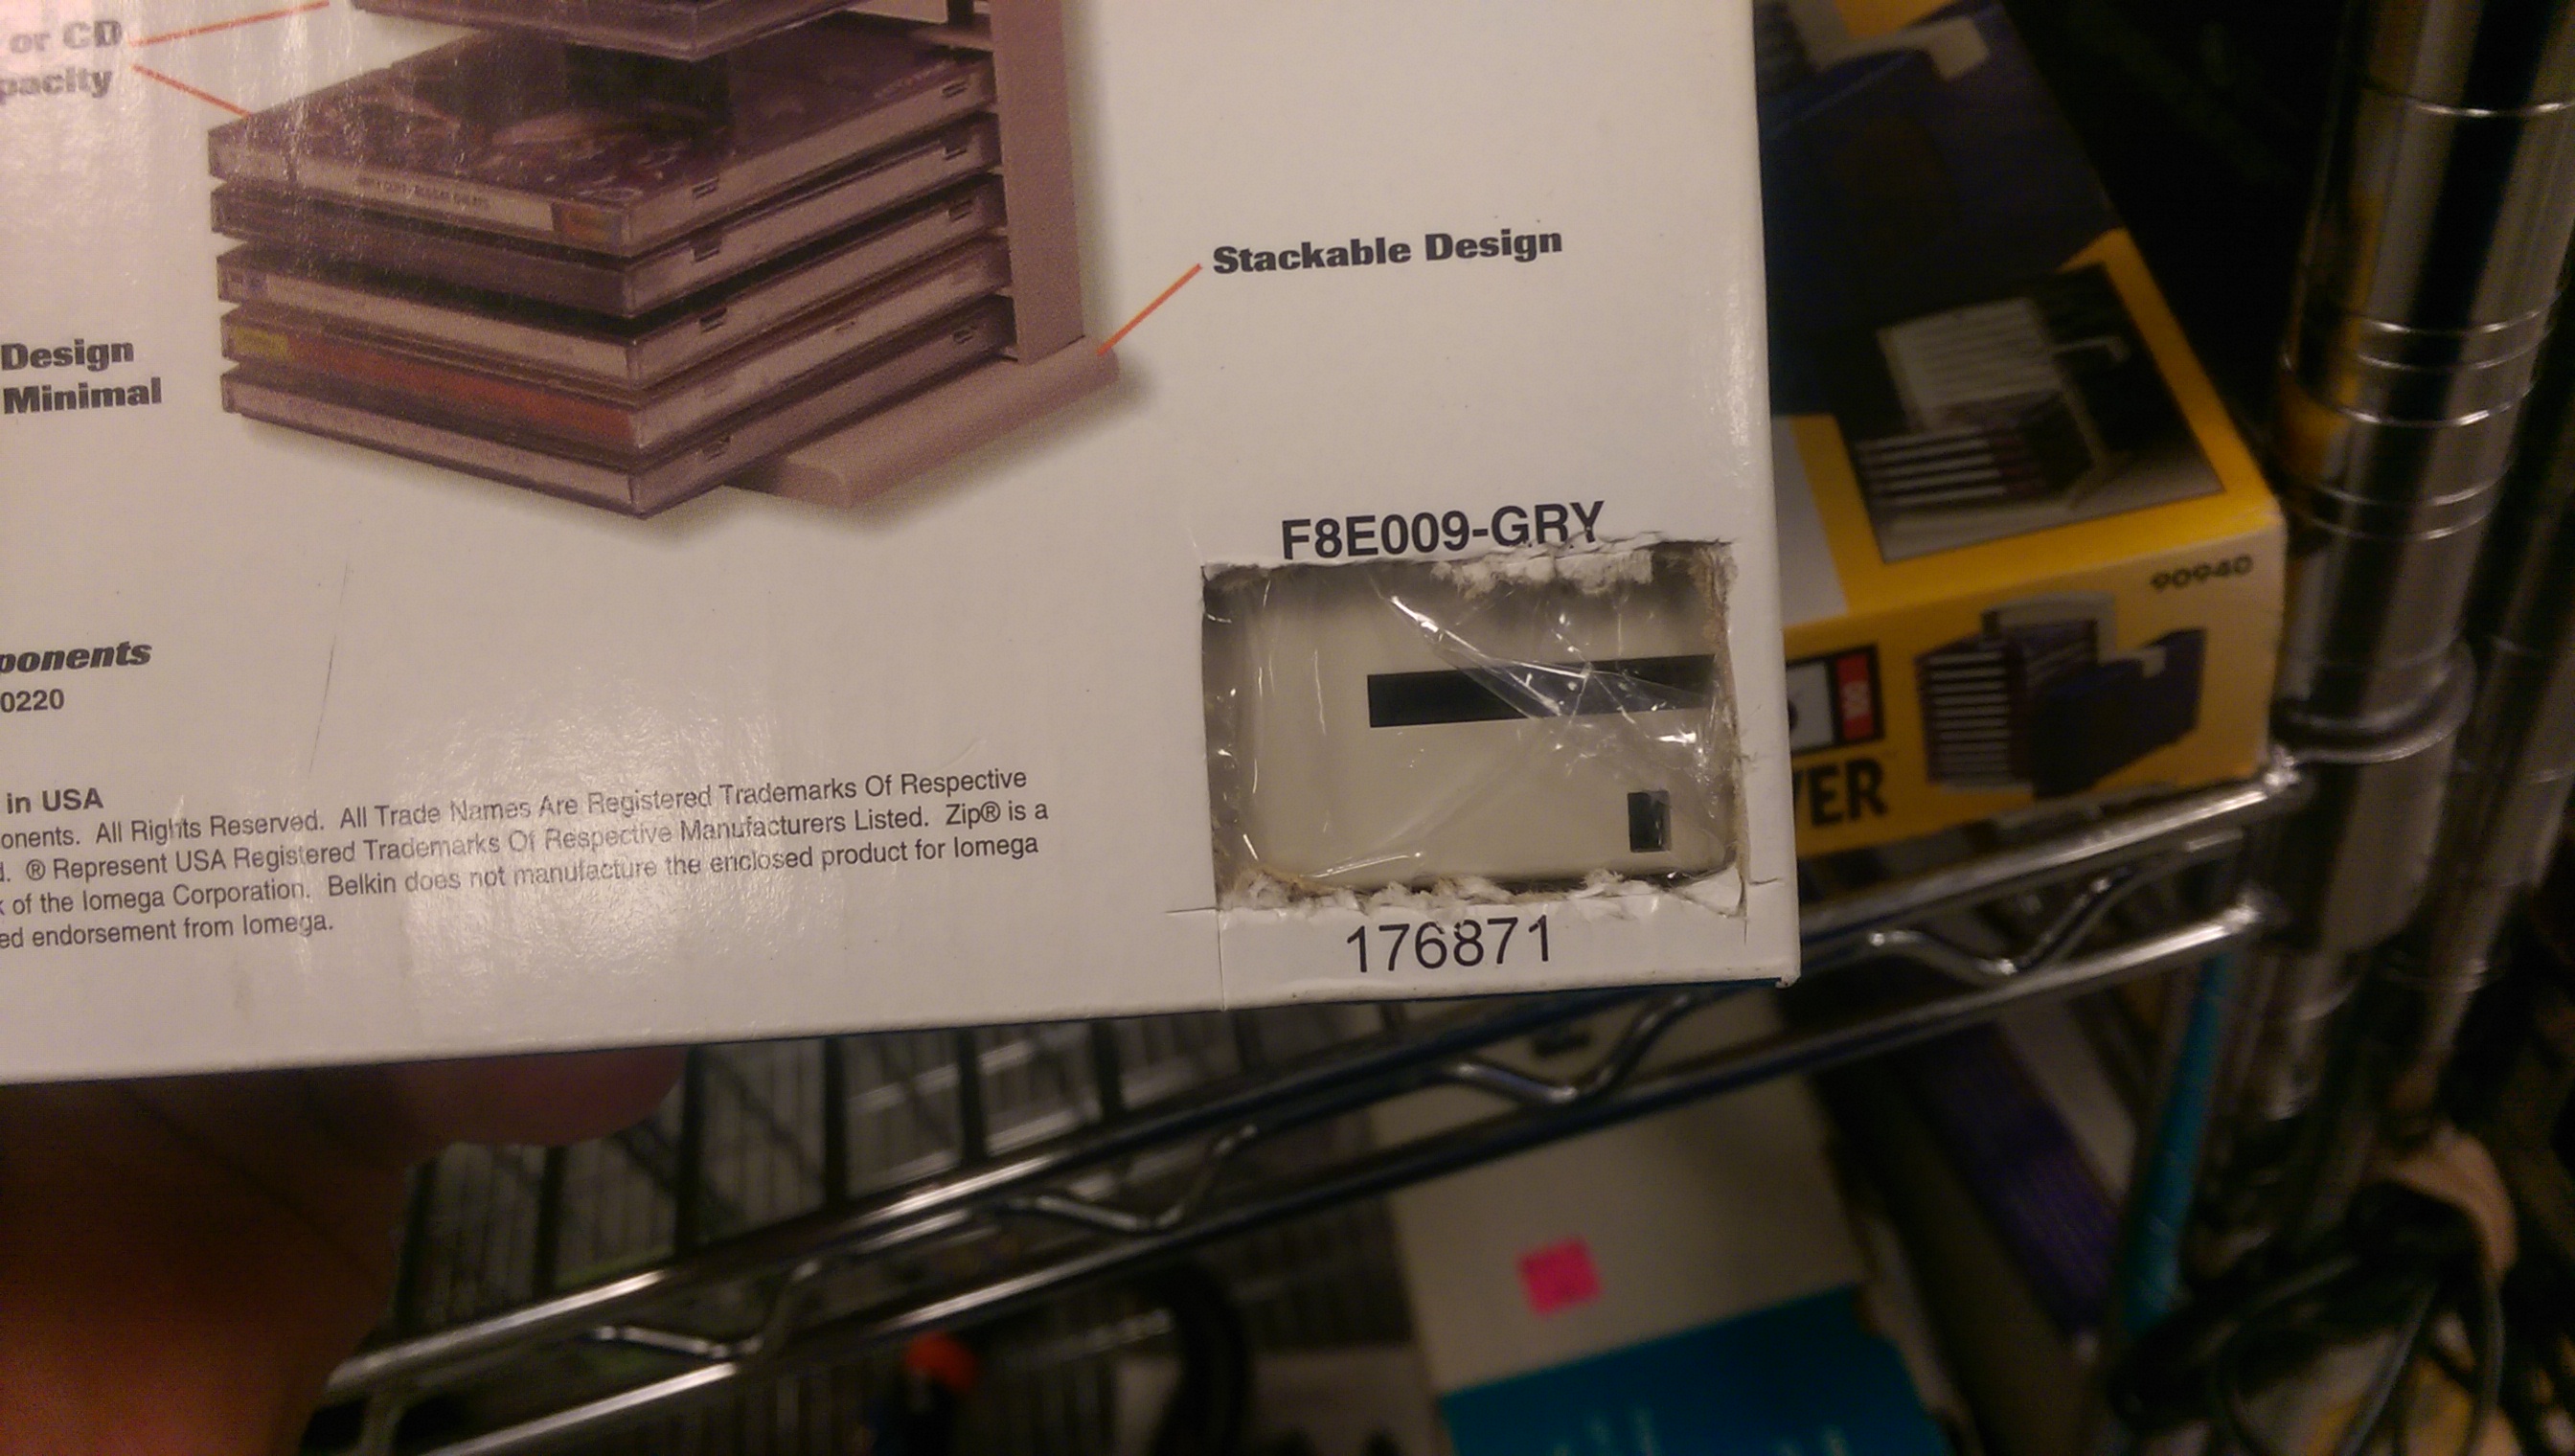 or CD
pacity
Stackable Design
Design
Minimal
F8E009-GRY
90940
ponents
0220
VER
in USA
onents. All Rights Reserved. All Trade Names Are Registered Trademarks Of Respective
d. ® Represent USA Registered Trademarks Of Respective Manufacturers Listed. Zip® is a
k of the Iomega Corporation. Belkin does not manufacture the enclosed product for Iomega
ed endorsement from Iomega.
176871